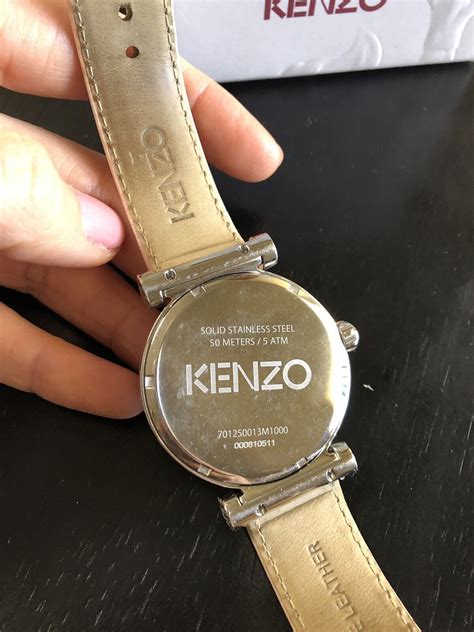 KENZO
KENZO
SOLID STAINLESS STEEL
50 METERS / 5 ATM
KENZO
701250013M1000
000810511
LEATHER